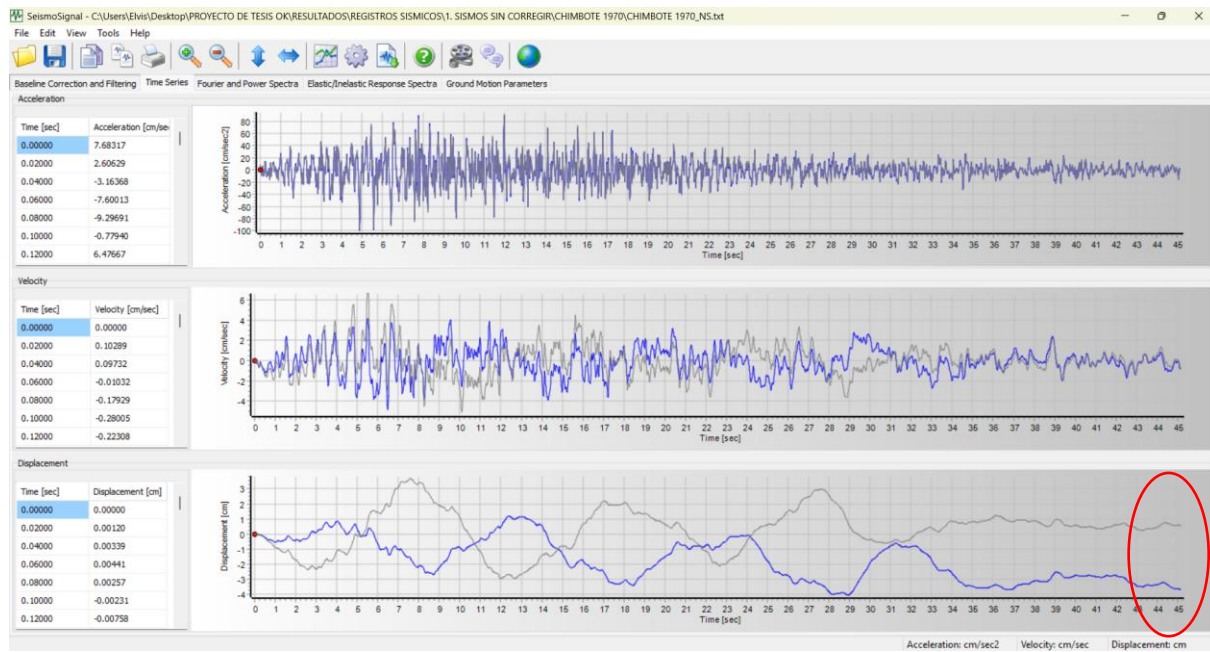 SeismoSignal - C:\Users\Elvis\Desktop\PROYECTO DE TESIS OK\RESULTADOS\REGISTROS SISMICOS\1. SISMOS SIN CORREGIR\CHIMBOTE 1970\CHIMBOTE 1970_NS.txt
File Edit View Tools Help
Baseline Correction and Filtering Time Series Fourier and Power Spectra Elastic/Inelastic Response Spectra Ground Motion Parameters
Acceleration
Time [sec] Acceleration [cm/se
0.00000 7.68317
0.02000 2.60629
0.04000 -3.16368
0.06000 -7.60013
0.08000 -9.29691
0.10000 -0.77940
0.12000 6.47667
Acceleration [cm/sec2]
80
60
40
20
0
-20
-40
-60
-80
-100
0 1 2 3 4 5 6 7 8 9 10 11 12 13 14 15 16 17 18 19 20 21 22 23 24 25 26 27 28 29 30 31 32 33 34 35 36 37 38 39 40 41 42 43 44 45
Time [sec]
Velocity
Time [sec] Velocity [cm/sec]
0.00000 0.00000
0.02000 0.10289
0.04000 0.09732
0.06000 -0.01032
0.08000 -0.17929
0.10000 -0.28005
0.12000 -0.22308
Velocity [cm/sec]
6
4
2
0
-2
-4
0 1 2 3 4 5 6 7 8 9 10 11 12 13 14 15 16 17 18 19 20 21 22 23 24 25 26 27 28 29 30 31 32 33 34 35 36 37 38 39 40 41 42 43 44 45
Time [sec]
Displacement
Time [sec] Displacement [cm]
0.00000 0.00000
0.02000 0.00120
0.04000 0.00339
0.06000 0.00441
0.08000 0.00257
0.10000 -0.00231
0.12000 -0.00758
Displacement [cm]
3
2
1
0
-1
-2
-3
-4
0 1 2 3 4 5 6 7 8 9 10 11 12 13 14 15 16 17 18 19 20 21 22 23 24 25 26 27 28 29 30 31 32 33 34 35 36 37 38 39 40 41 42 43 44 45
Time [sec]
Acceleration: cm/sec2 Velocity: cm/sec Displacement: cm